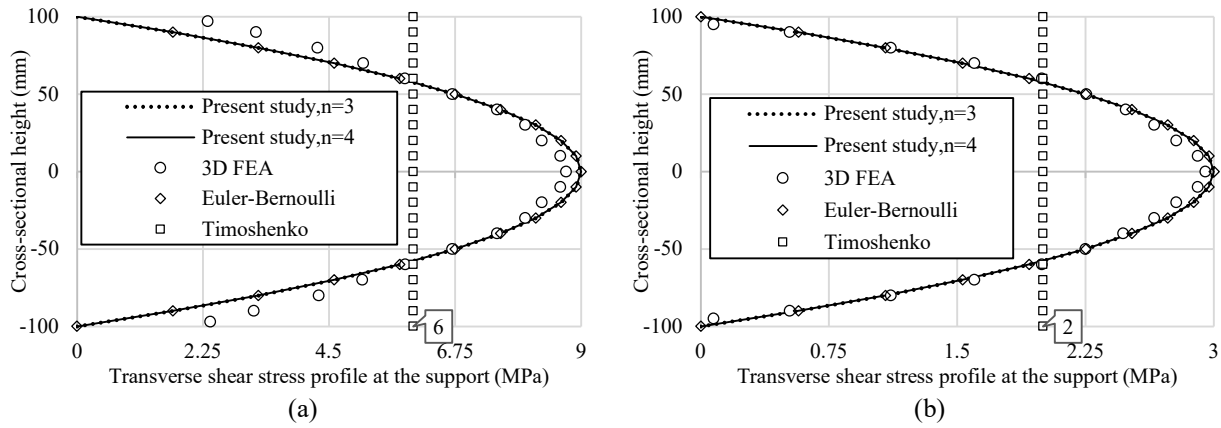 100
50
0
-50
-100
Cross-sectional height (mm)
Present study,n=3
Present study,n=4
3D FEA
Euler-Bernoulli
Timoshenko
6
0
2.25
4.5
6.75
9
Transverse shear stress profile at the support (MPa)
(a)
100
50
0
-50
-100
Cross-sectional height (mm)
Present study,n=3
Present study,n=4
3D FEA
Euler-Bernoulli
Timoshenko
2
0
0.75
1.5
2.25
3
Transverse shear stress profile at the support (MPa)
(b)